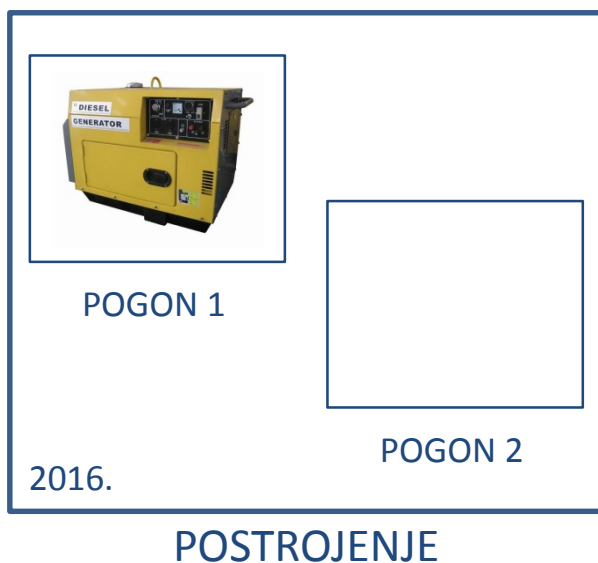 DIESEL
GENERATOR
POGON 1
POGON 2
2016.
POSTROJENJE